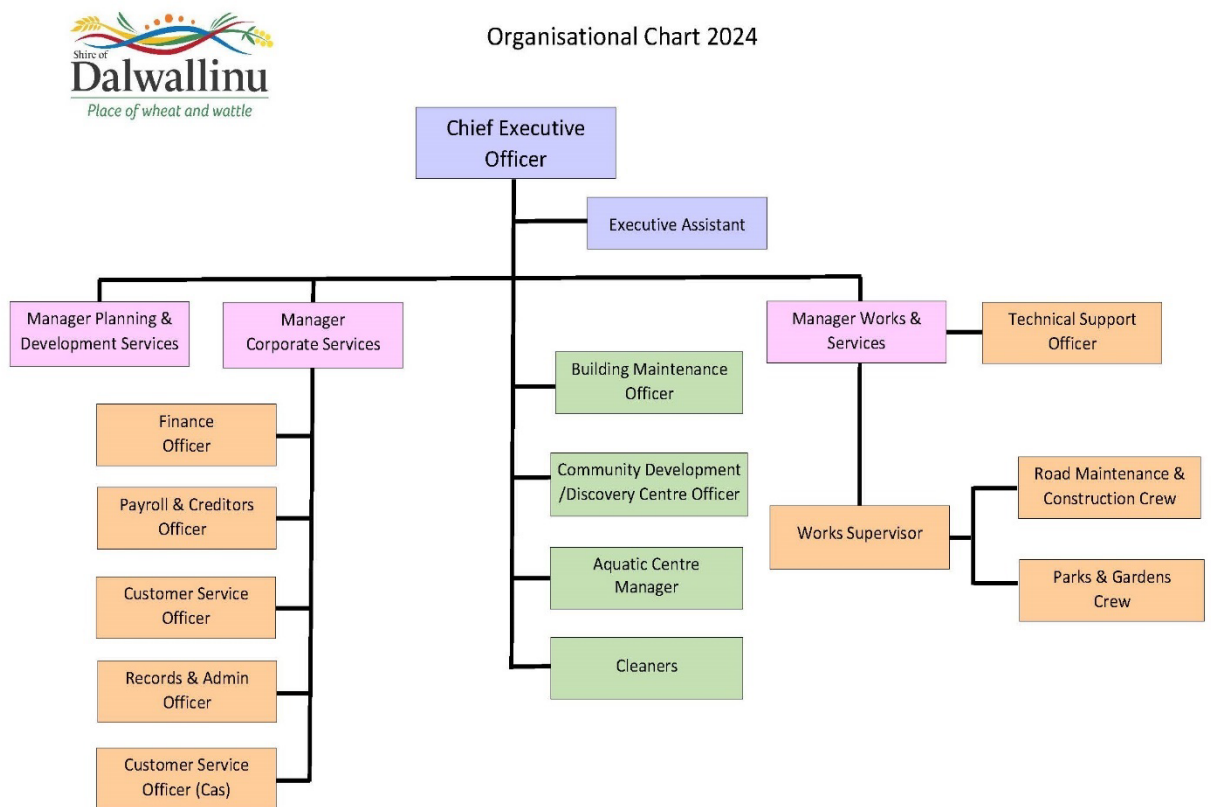 Shire of
Dalwallinu
Place of wheat and wattle
Organisational Chart 2024
Chief Executive
Officer
Executive Assistant
Manager Planning &
Development Services
Manager
Corporate Services
Manager Works &
Services
Technical Support
Officer
Building Maintenance
Officer
Community Development
/Discovery Centre Officer
Aquatic Centre
Manager
Cleaners
Finance
Officer
Payroll & Creditors
Officer
Customer Service
Officer
Records & Admin
Officer
Customer Service
Officer (Cas)
Works Supervisor
Road Maintenance &
Construction Crew
Parks & Gardens
Crew